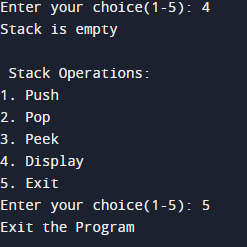 Enter your choice(1-5): 4
Stack is empty
Stack Operations:
1. Push
2. Pop
3. Peek
4. Display
5. Exit
Enter your choice(1-5): 5
Exit the Program